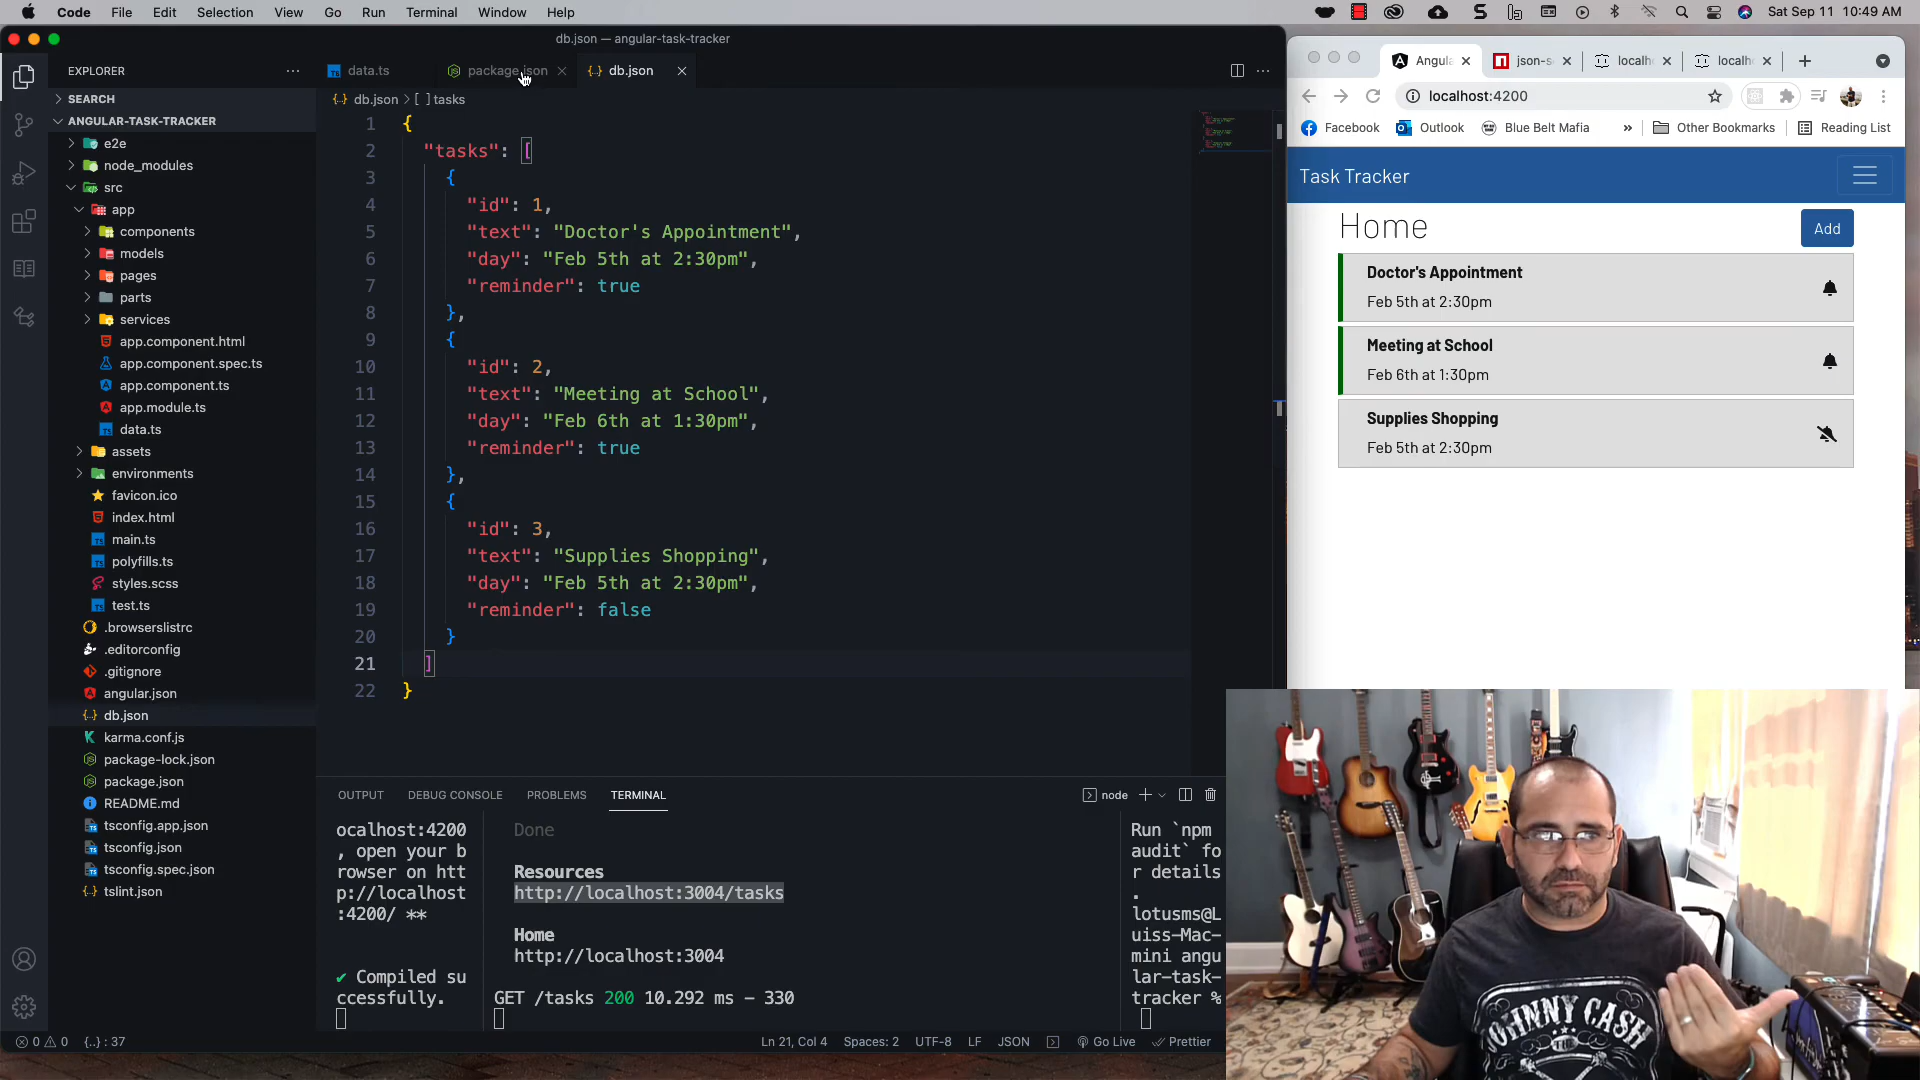 Code File Edit Selection View Go Run Terminal Window Help
Sat Sep 11 10:49 AM
db.json — angular-task-tracker
EXPLORER
SEARCH
ANGULAR-TASK-TRACKER
e2e
node_modules
src
app
components
models
pages
parts
services
app.component.html
app.component.spec.ts
app.component.ts
app.module.ts
data.ts
assets
environments
favicon.ico
index.html
main.ts
polyfills.ts
styles.scss
test.ts
.browserslistrc
.editorconfig
.gitignore
angular.json
db.json
karma.conf.js
package-lock.json
package.json
README.md
tsconfig.app.json
tsconfig.json
tsconfig.spec.json
tslint.json
data.ts package.json db.json
db.json > [ ] tasks
1 {
2 "tasks": [
3 {
4 "id": 1,
5 "text": "Doctor's Appointment",
6 "day": "Feb 5th at 2:30pm",
7 "reminder": true
8 },
9 {
10 "id": 2,
11 "text": "Meeting at School",
12 "day": "Feb 6th at 1:30pm",
13 "reminder": true
14 },
15 {
16 "id": 3,
17 "text": "Supplies Shopping",
18 "day": "Feb 5th at 2:30pm",
19 "reminder": false
20 }
21 ]
22 }
OUTPUT DEBUG CONSOLE PROBLEMS TERMINAL
node
ocalhost:4200
, open your b
rowser on htt
p://localhost
:4200/ **
✔ Compiled su
ccessfully.
Done
Resources
http://localhost:3004/tasks
Home
http://localhost:3004
GET /tasks 200 10.292 ms - 330
Run `npm
audit` fo
r details
.
lotusms@L
uiss-Mac-
mini angu
lar-task-
tracker %
0 0 {..} : 37
Ln 21, Col 4 Spaces: 2 UTF-8 LF JSON Go Live Prettier
Angula json-se localh localh
localhost:4200
Facebook Outlook Blue Belt Mafia » Other Bookmarks Reading List
Task Tracker
Home
Add
Doctor's Appointment
Feb 5th at 2:30pm
Meeting at School
Feb 6th at 1:30pm
Supplies Shopping
Feb 5th at 2:30pm
JOHNNY CASH